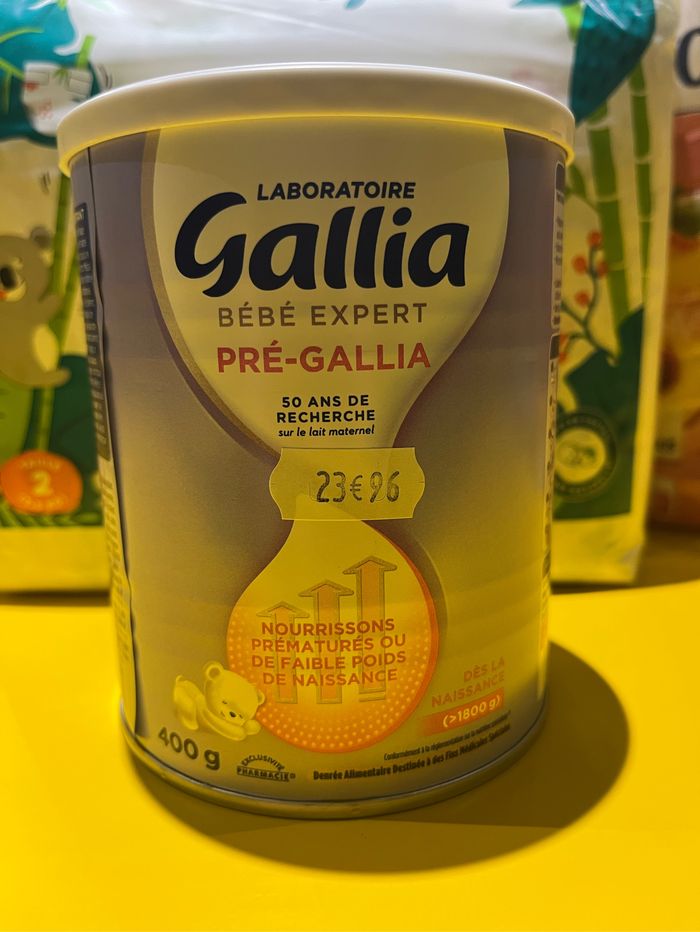 LABORATOIRE
Gallia
BÉBÉ EXPERT
PRÉ-GALLIA
50 ANS DE
RECHERCHE
sur le lait maternel
23€96
NOURRISSONS
PRÉMATURÉS OU
DE FAIBLE POIDS
DE NAISSANCE
DÈS LA
NAISSANCE
(>1800 g)
400 g
EXCLUSIVITÉ
PHARMACIE
Denrée Alimentaire Destinée à des Fins Médicales Spéciales
2